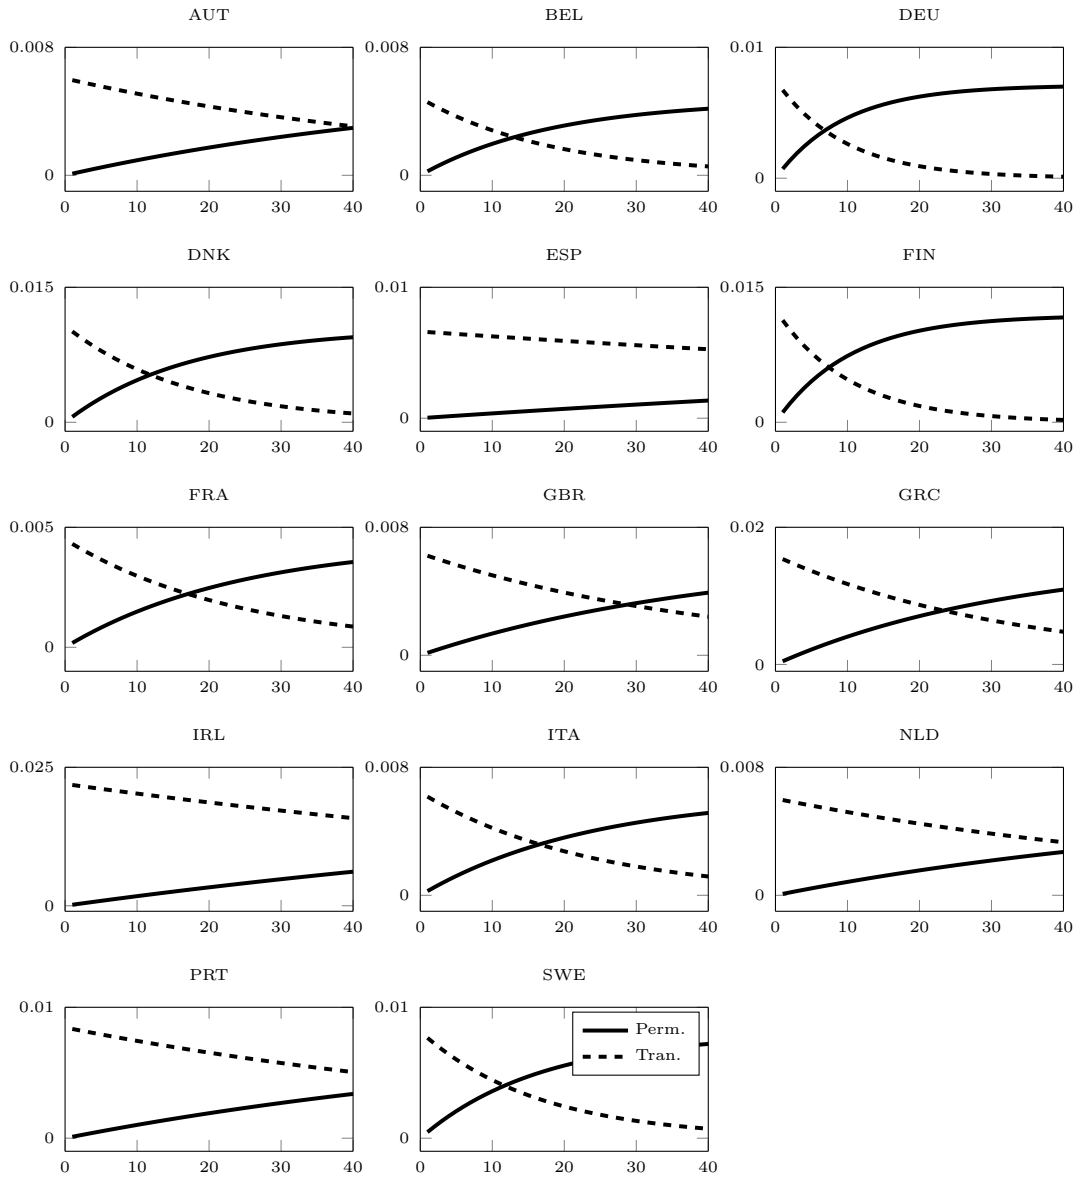 AUT BEL DEU
0.008 0.008 0.01
0 0 0
0 10 20 30 40 0 10 20 30 40 0 10 20 30 40
DNK ESP FIN
0.015 0.01 0.015
0 0 0
0 10 20 30 40 0 10 20 30 40 0 10 20 30 40
FRA GBR GRC
0.005 0.008 0.02
0 0 0
0 10 20 30 40 0 10 20 30 40 0 10 20 30 40
IRL ITA NLD
0.025 0.008 0.008
0 0 0
0 10 20 30 40 0 10 20 30 40 0 10 20 30 40
PRT SWE
0.01 0.01
Perm.
Tran.
0 0
0 10 20 30 40 0 10 20 30 40